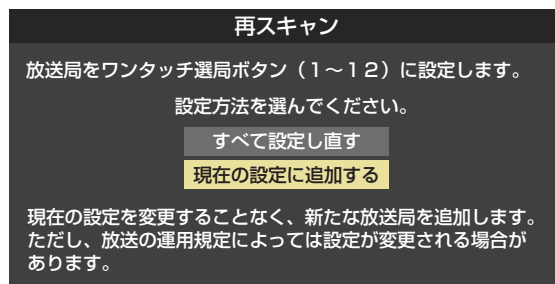 再スキャン
放送局をワンタッチ選局ボタン（１～１２）に設定します。
設定方法を選んでください。
すべて設定し直す
現在の設定に追加する
現在の設定を変更することなく、新たな放送局を追加します。
ただし、放送の運用規定によっては設定が変更される場合が
あります。